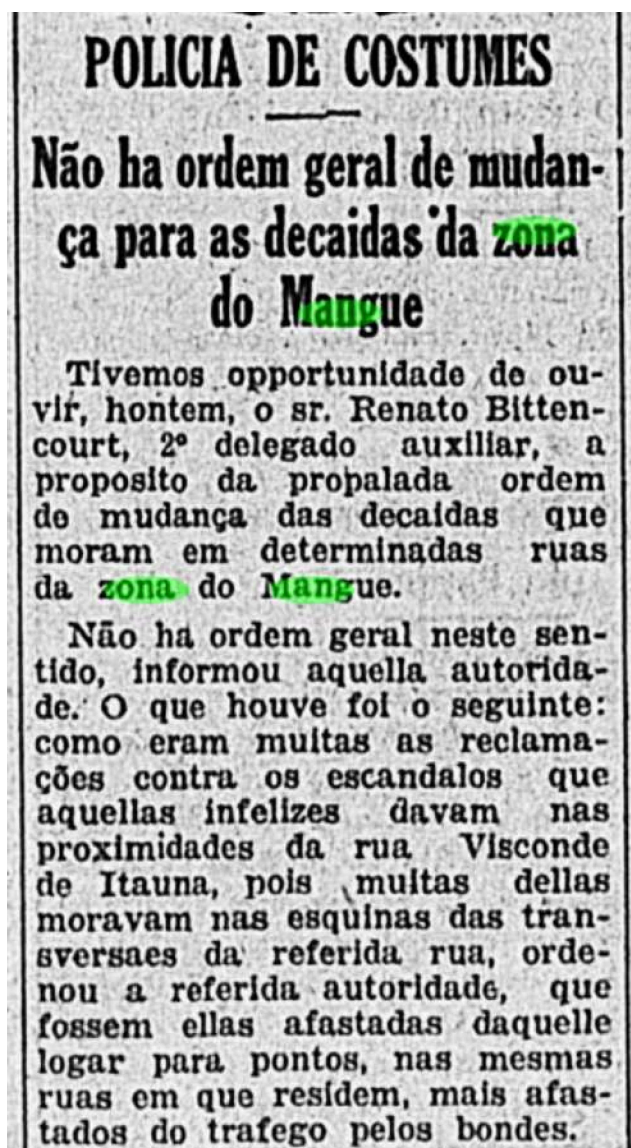 POLICIA DE COSTUMES
Não ha ordem geral de mudan-
ça para as decaidas da zona
do Mangue
Tivemos opportunidade de ou-
vir, hontem, o sr. Renato Bitten-
court, 2º delegado auxiliar, a
proposito da propalada ordem
de mudança das decaidas que
moram em determinadas ruas
da zona do Mangue.
Não ha ordem geral neste sen-
tido, informou aquella autorida-
de. O que houve foi o seguinte:
como eram muitas as reclama-
ções contra os escandalos que
aquellas infelizes davam nas
proximidades da rua Visconde
de Itauna, pois muitas dellas
moravam nas esquinas das tran-
sversaes da referida rua, orde-
nou a referida autoridade, que
fossem ellas afastadas daquelle
logar para pontos, nas mesmas
ruas em que residem, mais afas-
tados do trafego pelos bondes.